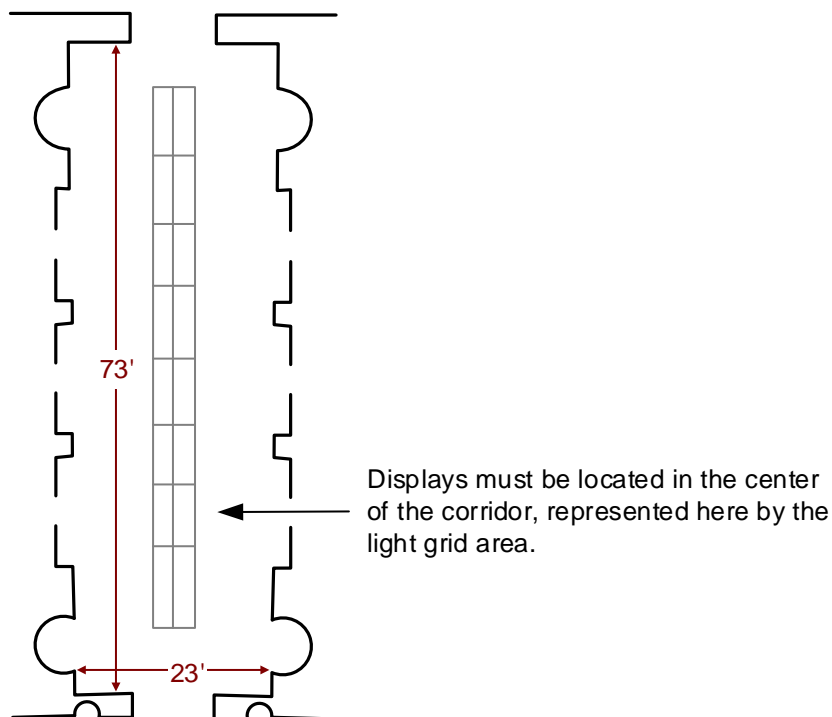 73'
Displays must be located in the center
of the corridor, represented here by the
light grid area.
23'